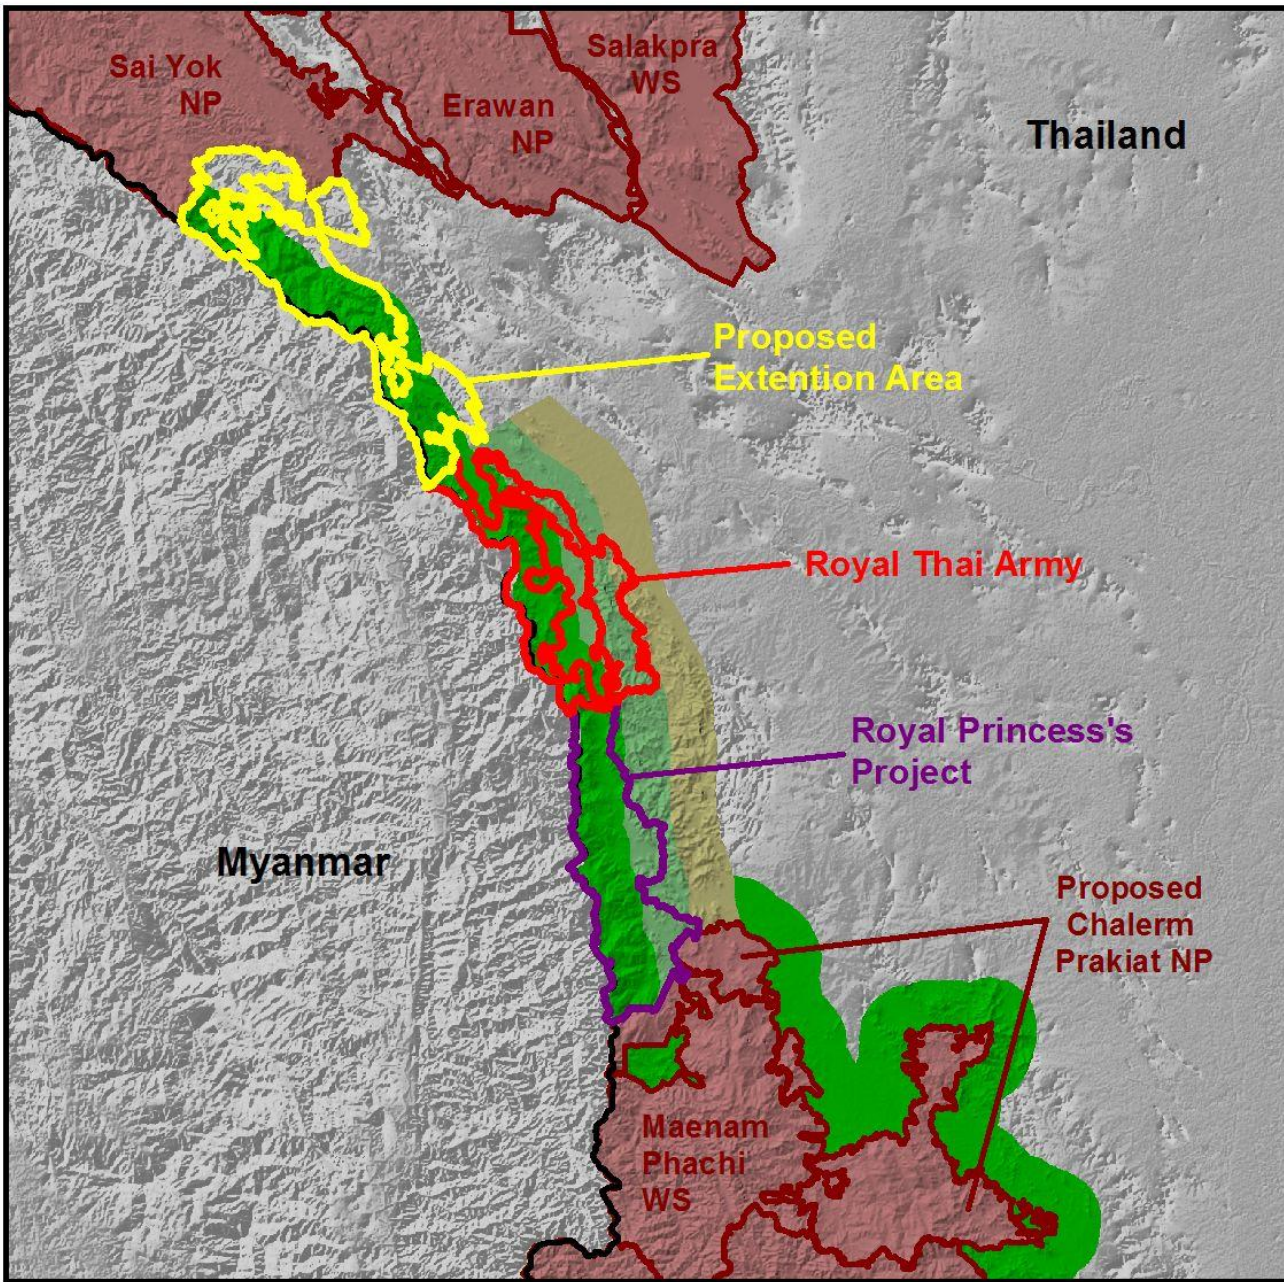 Sai Yok
NP
Erawan
NP
Salakpra
WS
Thailand
Proposed
Extention Area
Royal Thai Army
Royal Princess's
Project
Myanmar
Proposed
Chalerm
Prakiat NP
Maenam
Phachi
WS